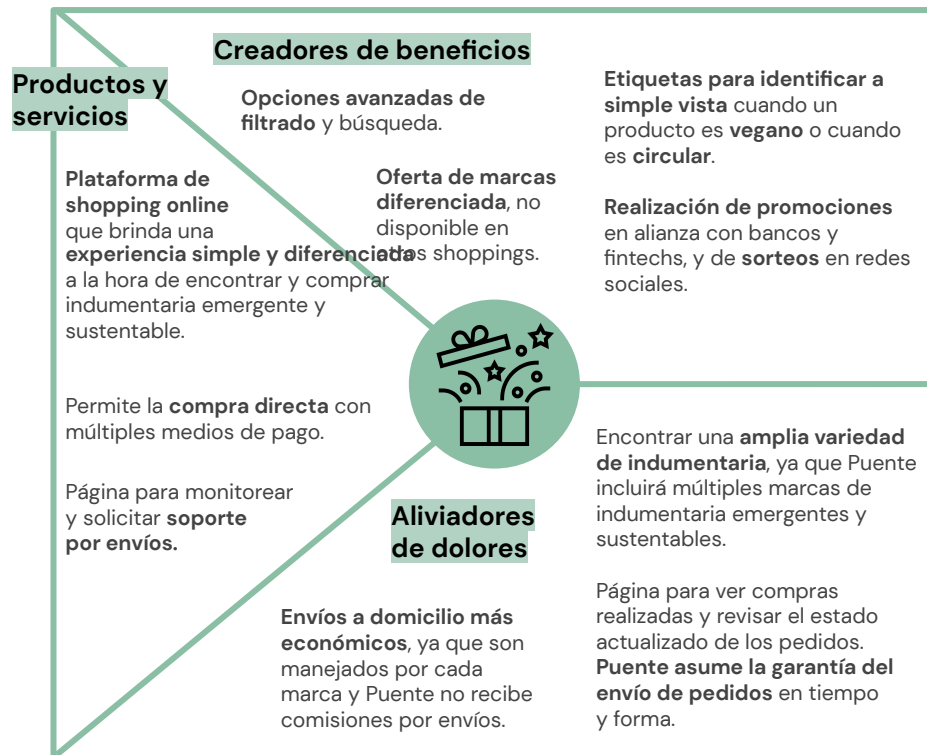 Creadores de beneficios
Productos y
servicios
Opciones avanzadas de
filtrado y búsqueda.
Etiquetas para identificar a
simple vista cuando un
producto es vegano o cuando
es circular.
Plataforma de
shopping online
que brinda una
experiencia simple y diferenciada
a la hora de encontrar y comprar
indumentaria emergente y
sustentable.
Oferta de marcas
diferenciada, no
disponible en
otros shoppings.
Realización de promociones
en alianza con bancos y
fintechs, y de sorteos en redes
sociales.
Permite la compra directa con
múltiples medios de pago.
Página para monitorear
y solicitar soporte
por envíos.
Aliviadores
de dolores
Encontrar una amplia variedad
de indumentaria, ya que Puente
incluirá múltiples marcas de
indumentaria emergentes y
sustentables.
Envíos a domicilio más
económicos, ya que son
manejados por cada
marca y Puente no recibe
comisiones por envíos.
Página para ver compras
realizadas y revisar el estado
actualizado de los pedidos.
Puente asume la garantía del
envío de pedidos en tiempo
y forma.